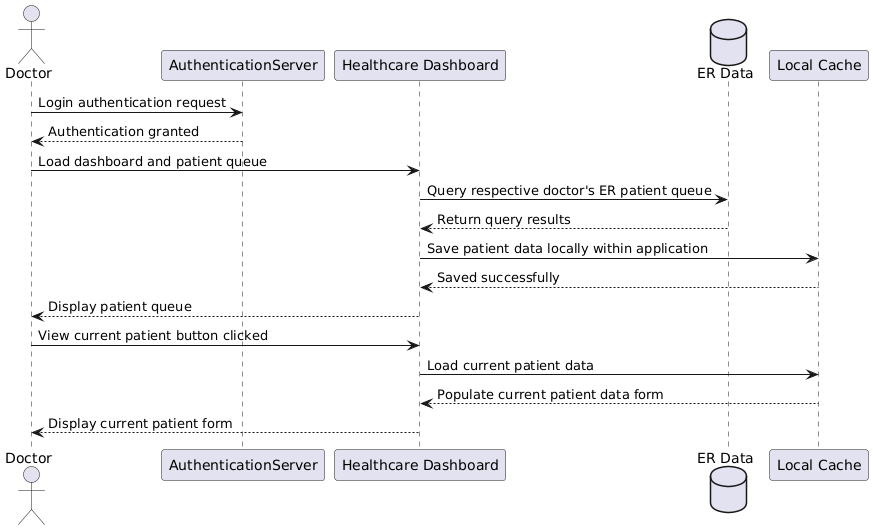 Doctor
AuthenticationServer
Healthcare Dashboard
ER Data
Local Cache
Login authentication request
Authentication granted
Load dashboard and patient queue
Query respective doctor's ER patient queue
Return query results
Save patient data locally within application
Saved successfully
Display patient queue
View current patient button clicked
Load current patient data
Populate current patient data form
Display current patient form
Doctor
AuthenticationServer
Healthcare Dashboard
ER Data
Local Cache